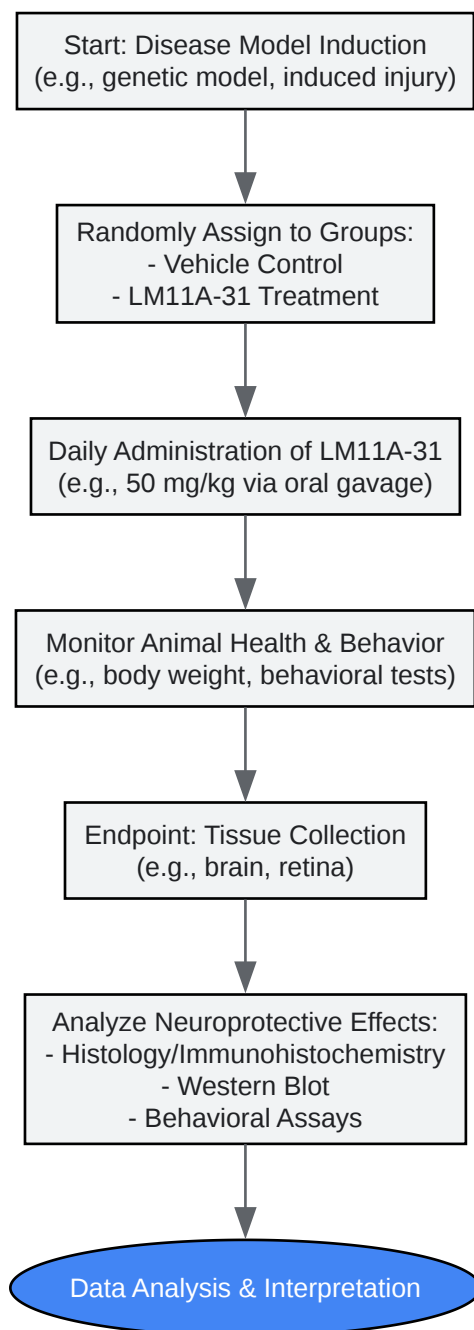 Start: Disease Model Induction
(e.g., genetic model, induced injury)
Randomly Assign to Groups:
- Vehicle Control
- LM11A-31 Treatment
Daily Administration of LM11A-31
(e.g., 50 mg/kg via oral gavage)
Monitor Animal Health & Behavior
(e.g., body weight, behavioral tests)
Endpoint: Tissue Collection
(e.g., brain, retina)
Analyze Neuroprotective Effects:
- Histology/Immunohistochemistry
- Western Blot
- Behavioral Assays
Data Analysis & Interpretation